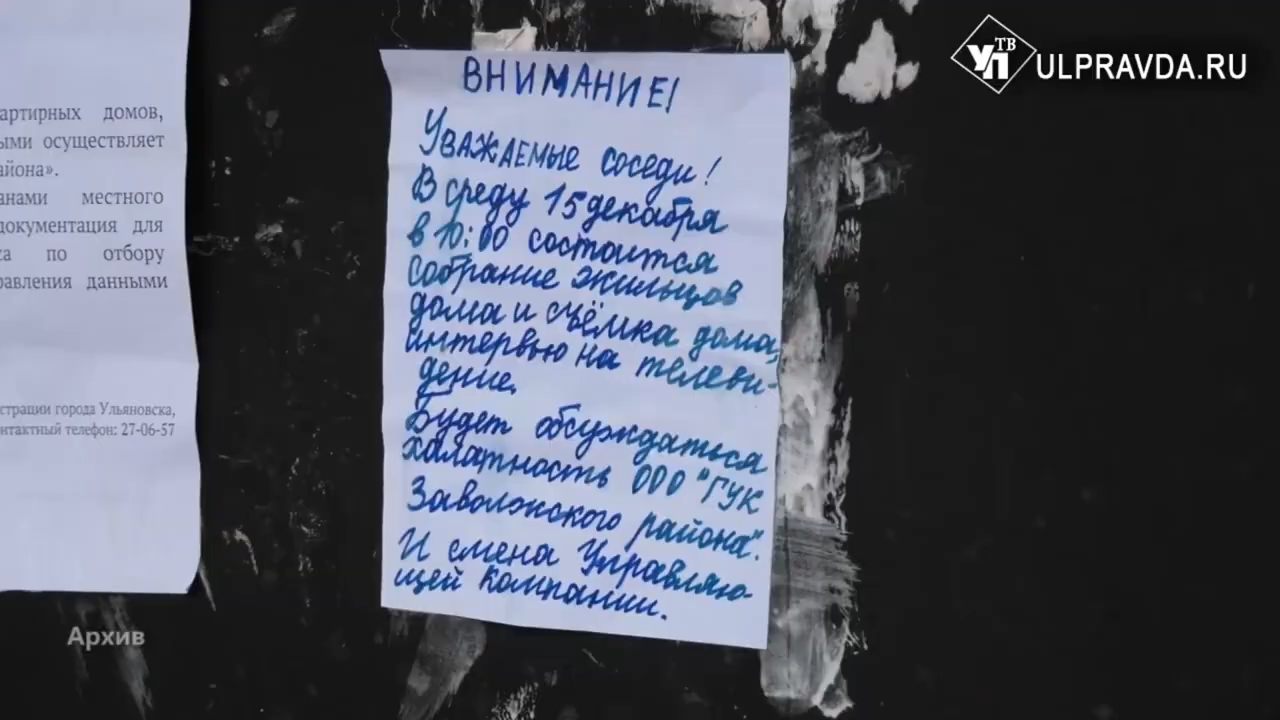 УП ТВ
ULPRAVDA.RU
артирных домов,
ыми осуществляет
айона».
анами местного
документация для
ка по отбору
равления данными
страции города Ульяновска,
нтактный телефон: 27-06-57
ВНИМАНИЕ!
Уважаемые соседи!
В среду 15 декабря
в 10:00 состоится
собрание жильцов
дома и съёмка дома,
интервью на телеви-
дение.
Будет обсуждаться
халатность ООО "ГУК
Заволжского района".
И смена Управляю-
щей Компании.
Архив